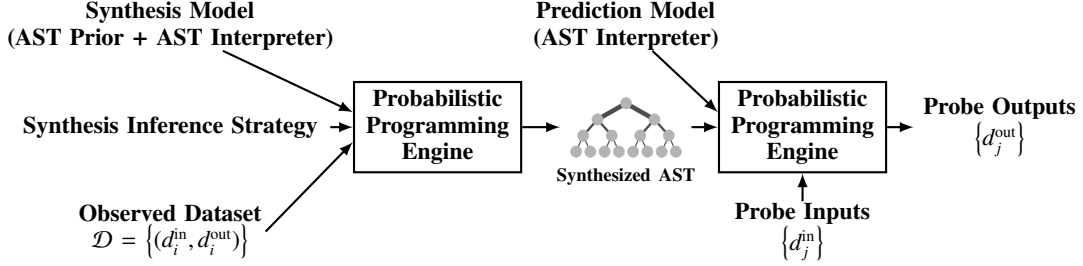 Synthesis Model
(AST Prior + AST Interpreter)
Synthesis Inference Strategy
Observed Dataset
𝒟 = {(d_i^in, d_i^out)}
Probabilistic
Programming
Engine
Synthesized AST
Prediction Model
(AST Interpreter)
Probabilistic
Programming
Engine
Probe Inputs
{d_j^in}
Probe Outputs
{d_j^out}